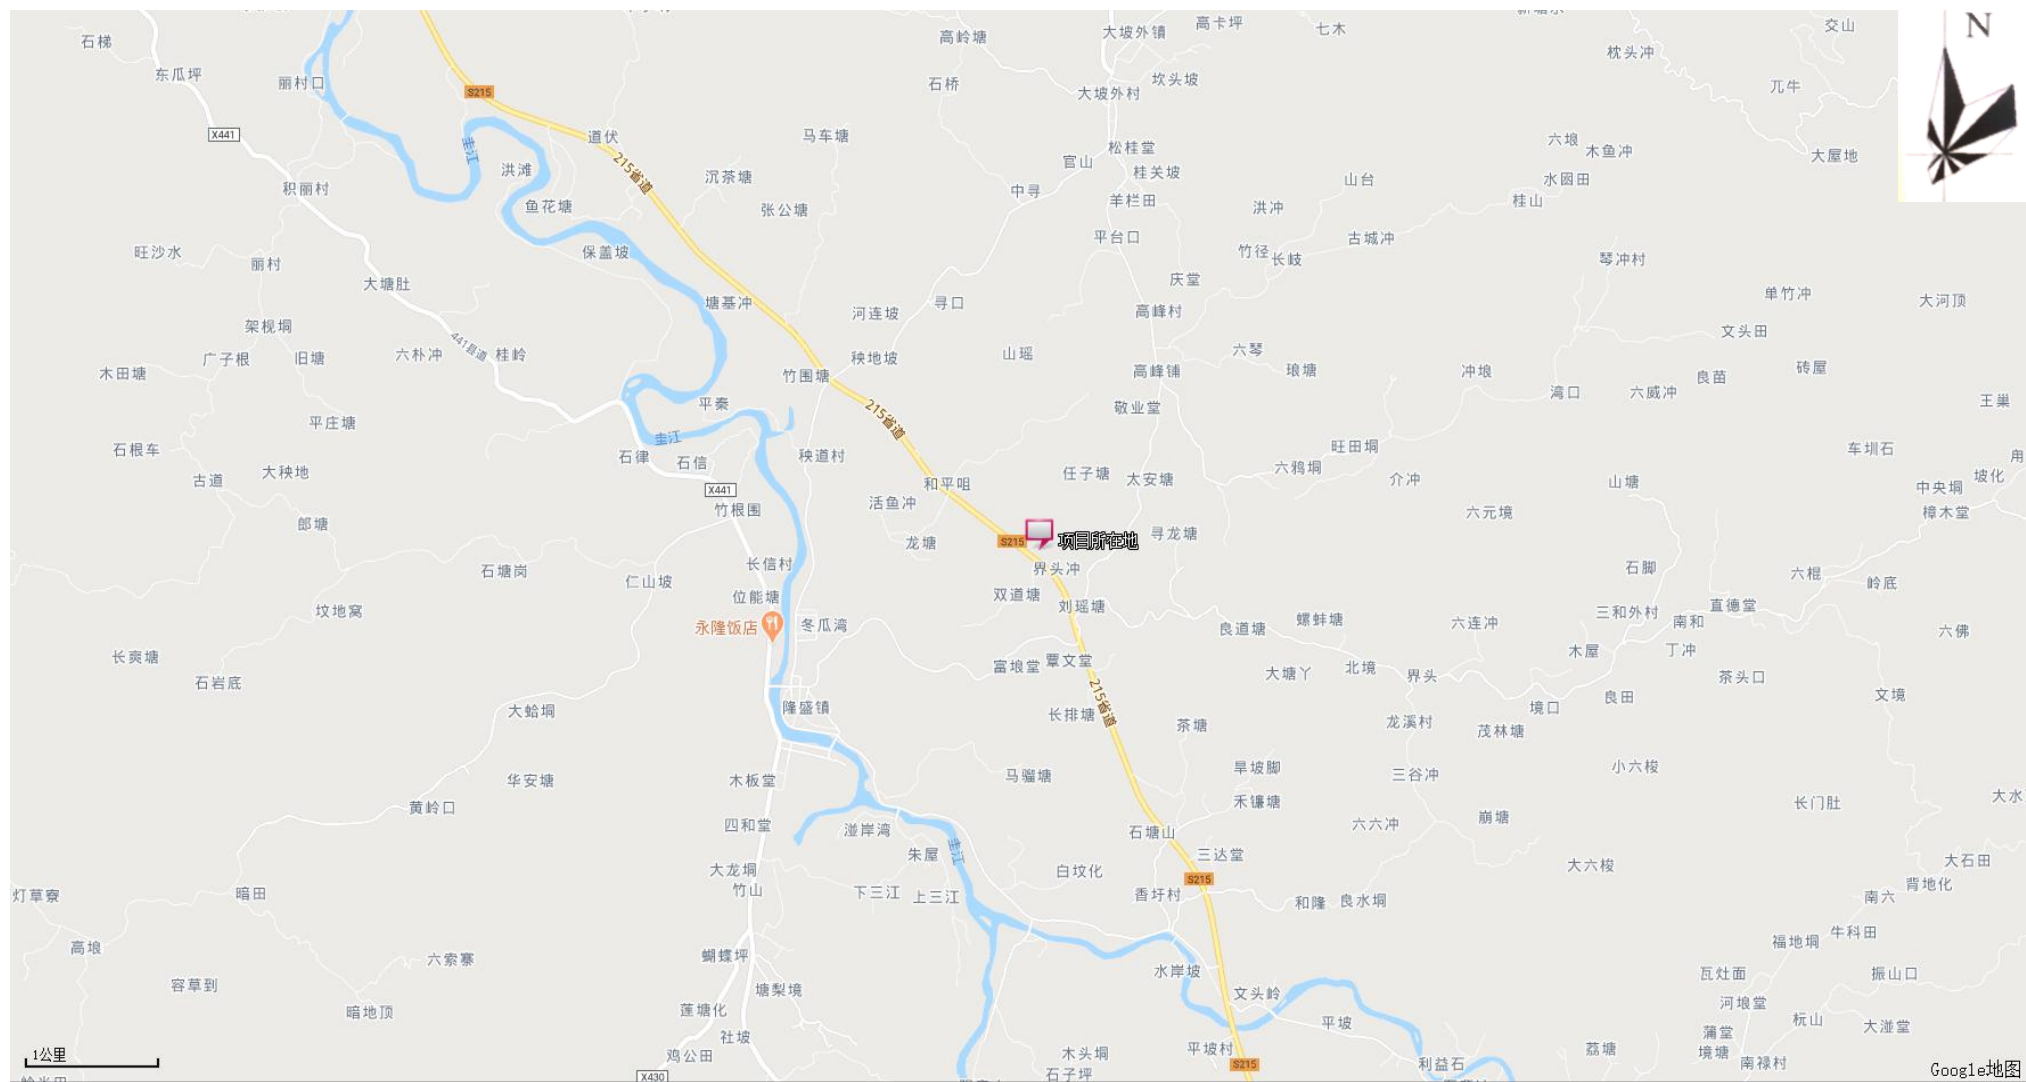 高卡坪
七木
交山
N
石梯
高岭塘
大坡外镇
枕头冲
东瓜坪
丽村口
S215
石桥
坎头坡
大坡外村
兀牛
X441
道伏
马车塘
松桂堂
六埌
木鱼冲
大屋地
圭江
洪滩
215省道
沉茶塘
官山
桂关坡
山台
水圆田
积丽村
鱼花塘
张公塘
中寻
羊栏田
洪冲
桂山
旺沙水
丽村
保盖坡
平台口
竹径
长岐
古城冲
琴冲村
大塘肚
塘基冲
寻口
庆堂
单竹冲
大河顶
架枧垌
河连坡
高峰村
文头田
441县道
广子根
旧塘
六朴冲
桂岭
秧地坡
山瑶
六琴
木田塘
竹围塘
高峰铺
埌塘
冲埌
良苗
砖屋
平秦
215省道
敬业堂
湾口
六威冲
王巢
平庄塘
石根车
圭江
石律
石信
秧道村
旺田垌
车圳石
古道
大秧地
X441
和平咀
任子塘
太安塘
六鸦垌
介冲
山塘
中央垌
坡化
郎塘
竹根围
活鱼冲
六元境
樟木堂
龙塘
S215
项目所在地
寻龙塘
石塘岗
仁山坡
长信村
界头冲
石脚
六棍
岭底
坟地窝
位能塘
双道塘
刘瑶塘
三和外村
直德堂
永隆饭店
冬瓜湾
良道塘
螺蚌塘
六连冲
南和
六佛
长爽塘
石岩底
富埌堂
覃文堂
大塘丫
北境
界头
木屋
丁冲
茶头口
大蛤垌
隆盛镇
215省道
长排塘
茶塘
龙溪村
茂林塘
境口
良田
文境
华安塘
木板堂
马骝塘
旱坡脚
三谷冲
小六梭
黄岭口
禾镰塘
长门肚
大水
四和堂
湴岸湾
圭江
石塘山
六六冲
崩塘
大龙垌
朱屋
白坟化
三达堂
大六梭
大石田
灯草寮
暗田
竹山
下三江
上三江
S215
香圩村
和隆
良水垌
南六
背地化
高埌
六索寨
蝴蝶坪
福地垌
牛科田
容草到
塘梨境
水岸坡
瓦灶面
振山口
暗地顶
莲塘化
文头岭
平坡
河埌堂
杬山
大湴堂
社坡
蒲堂
1公里
鸡公田
木头垌
平坡村
S215
利益石
荔塘
境塘
南禄村
X430
石子坪
Google地图